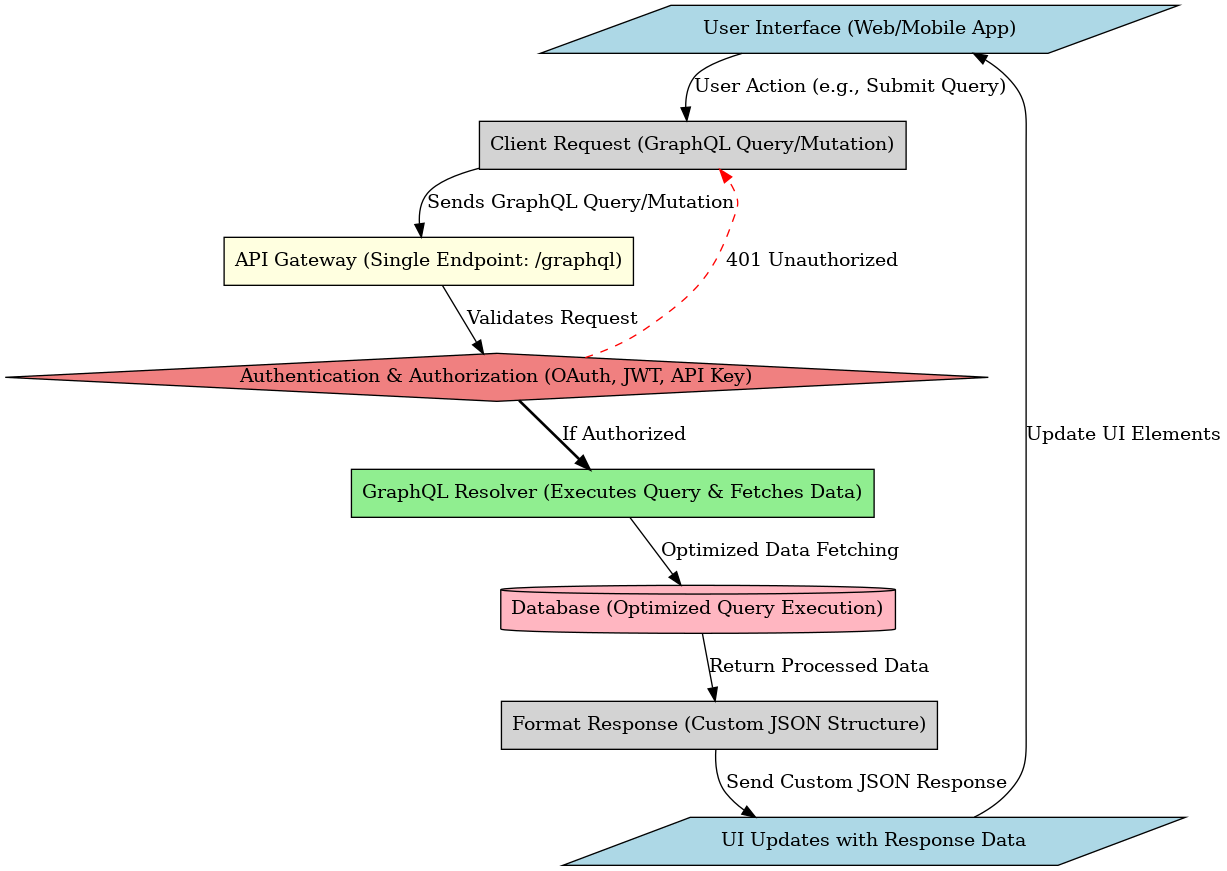 User Interface (Web/Mobile App)
User Action (e.g., Submit Query)
Client Request (GraphQL Query/Mutation)
Sends GraphQL Query/Mutation
API Gateway (Single Endpoint: /graphql)
401 Unauthorized
Validates Request
Authentication & Authorization (OAuth, JWT, API Key)
If Authorized
Update UI Elements
GraphQL Resolver (Executes Query & Fetches Data)
Optimized Data Fetching
Database (Optimized Query Execution)
Return Processed Data
Format Response (Custom JSON Structure)
Send Custom JSON Response
UI Updates with Response Data